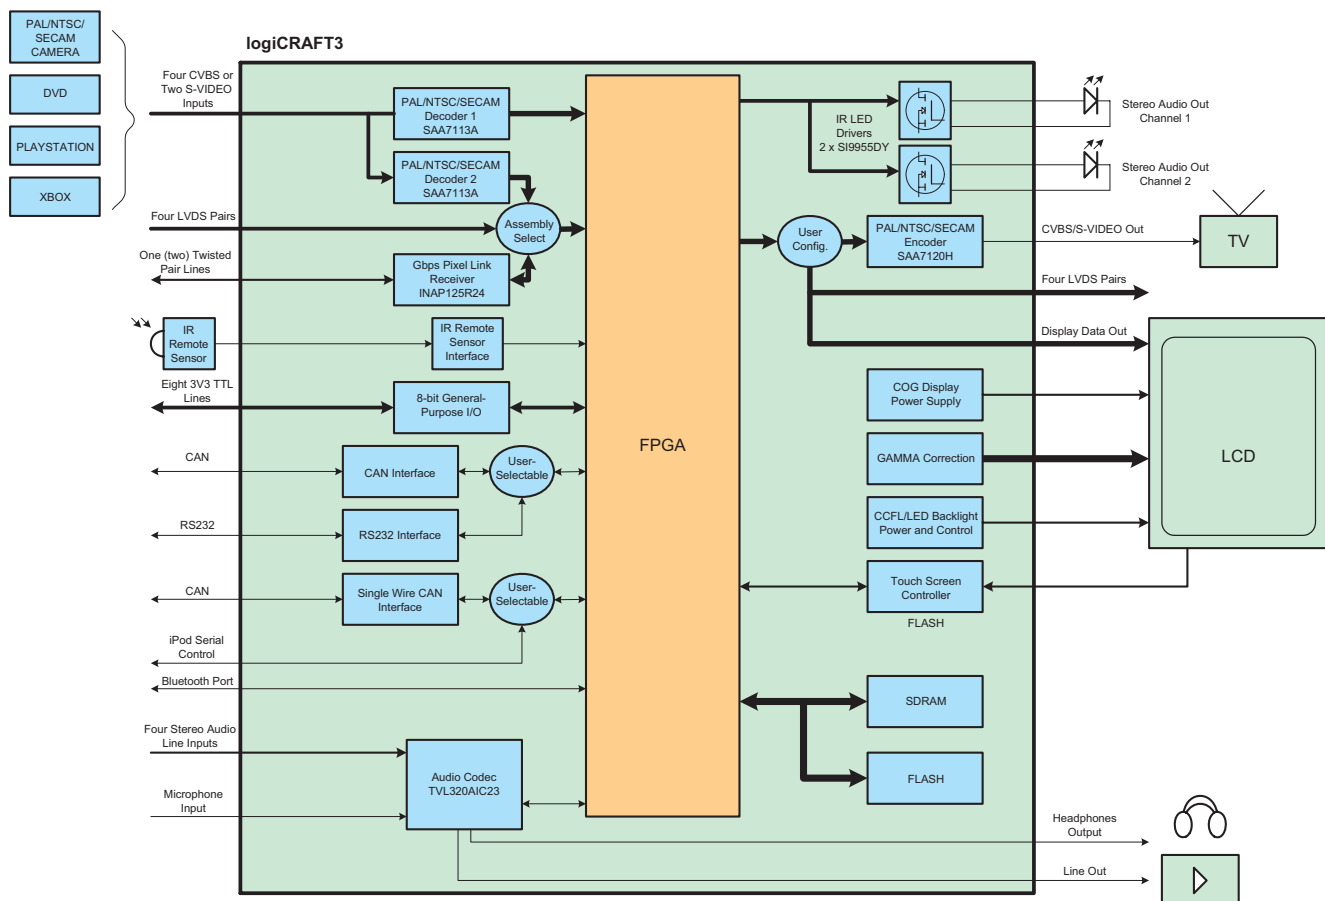 PAL/NTSC/
SECAM
CAMERA
DVD
PLAYSTATION
XBOX
logiCRAFT3
Four CVBS or
Two S-VIDEO
Inputs
PAL/NTSC/SECAM
Decoder 1
SAA7113A
PAL/NTSC/SECAM
Decoder 2
SAA7113A
Four LVDS Pairs
Assembly
Select
One (two) Twisted
Pair Lines
Gbps Pixel Link
Receiver
INAP125R24
IR
Remote
Sensor
IR Remote
Sensor
Interface
Eight 3V3 TTL
Lines
8-bit General-
Purpose I/O
CAN
CAN Interface
User-
Selectable
RS232
RS232 Interface
CAN
Single Wire CAN
Interface
User-
Selectable
iPod Serial
Control
Bluetooth Port
Four Stereo Audio
Line Inputs
Audio Codec
TVL320AIC23
Microphone
Input
FPGA
IR LED
Drivers
2 x SI9955DY
Stereo Audio Out
Channel 1
Stereo Audio Out
Channel 2
User
Config.
PAL/NTSC/SECAM
Encoder
SAA7120H
CVBS/S-VIDEO Out
TV
Four LVDS Pairs
Display Data Out
COG Display
Power Supply
GAMMA Correction
LCD
CCFL/LED Backlight
Power and Control
Touch Screen
Controller
FLASH
SDRAM
FLASH
Headphones
Output
Line Out